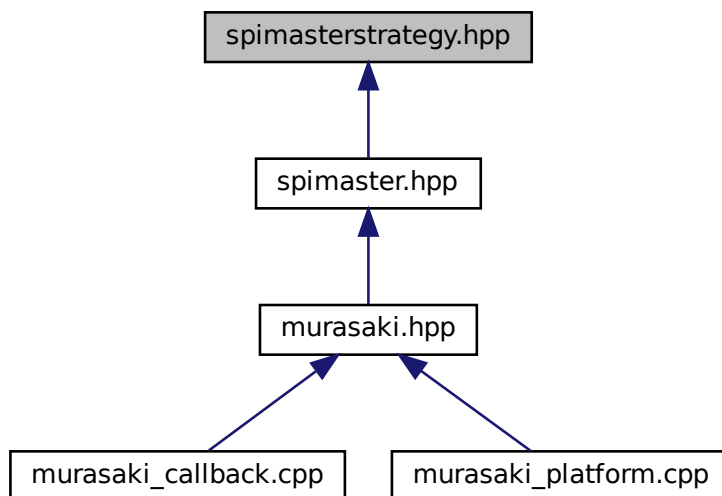 spimasterstrategy.hpp
spimaster.hpp
murasaki.hpp
murasaki_callback.cpp
murasaki_platform.cpp